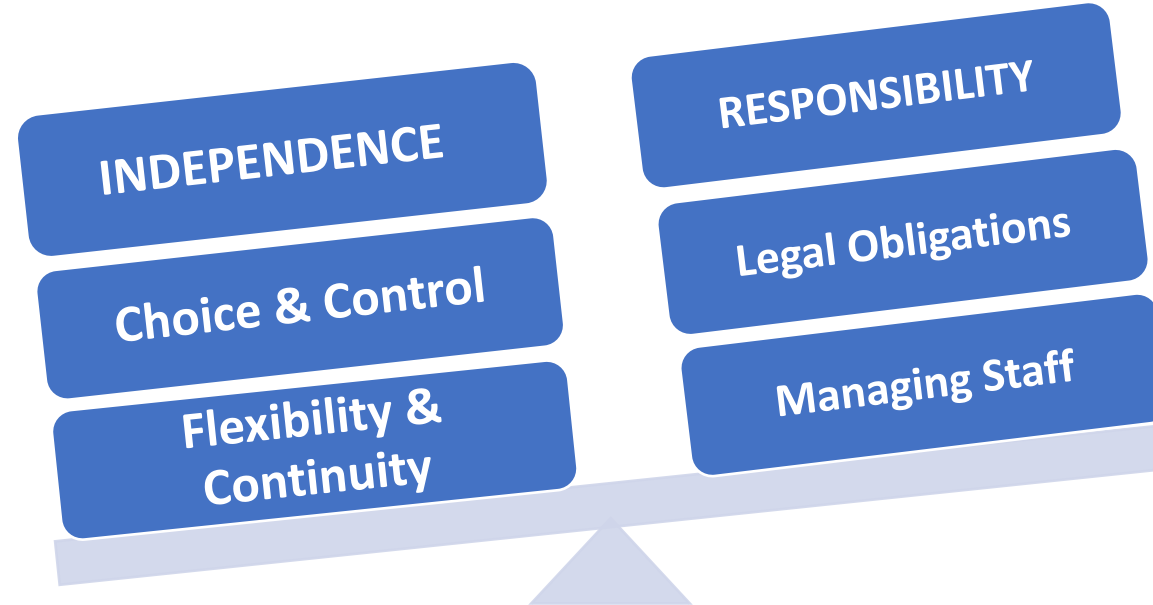 INDEPENDENCE
Choice & Control
Flexibility &
Continuity
RESPONSIBILITY
Legal Obligations
Managing Staff